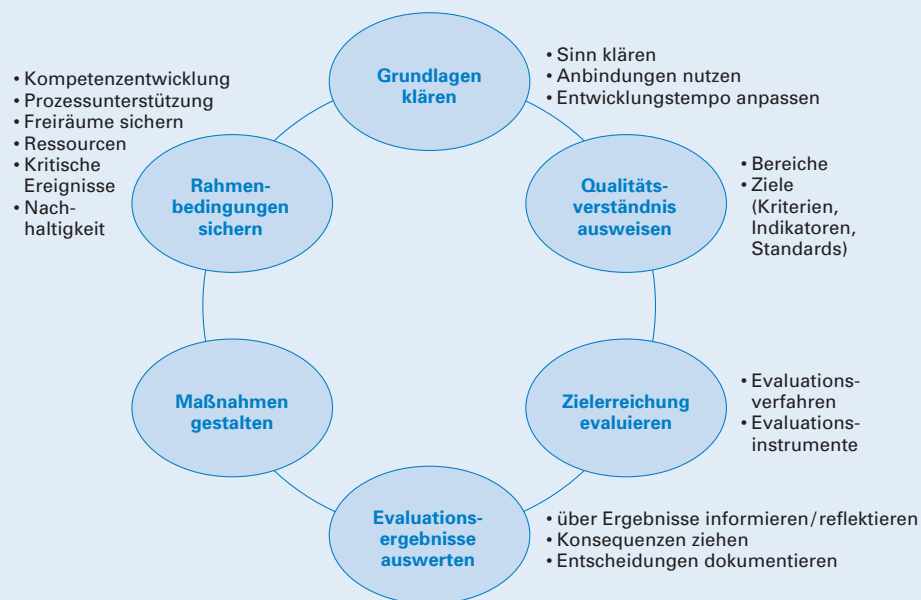 Grundlagen
klären
• Sinn klären
• Anbindungen nutzen
• Entwicklungstempo anpassen
Qualitäts-
verständnis
ausweisen
• Bereiche
• Ziele
(Kriterien,
Indikatoren,
Standards)
Zielerreichung
evaluieren
• Evaluations-
verfahren
• Evaluations-
instrumente
Evaluations-
ergebnisse
auswerten
• über Ergebnisse informieren/reflektieren
• Konsequenzen ziehen
• Entscheidungen dokumentieren
Maßnahmen
gestalten
Rahmen-
bedingungen
sichern
• Kompetenzentwicklung
• Prozessunterstützung
• Freiräume sichern
• Ressourcen
• Kritische
Ereignisse
• Nach-
haltigkeit